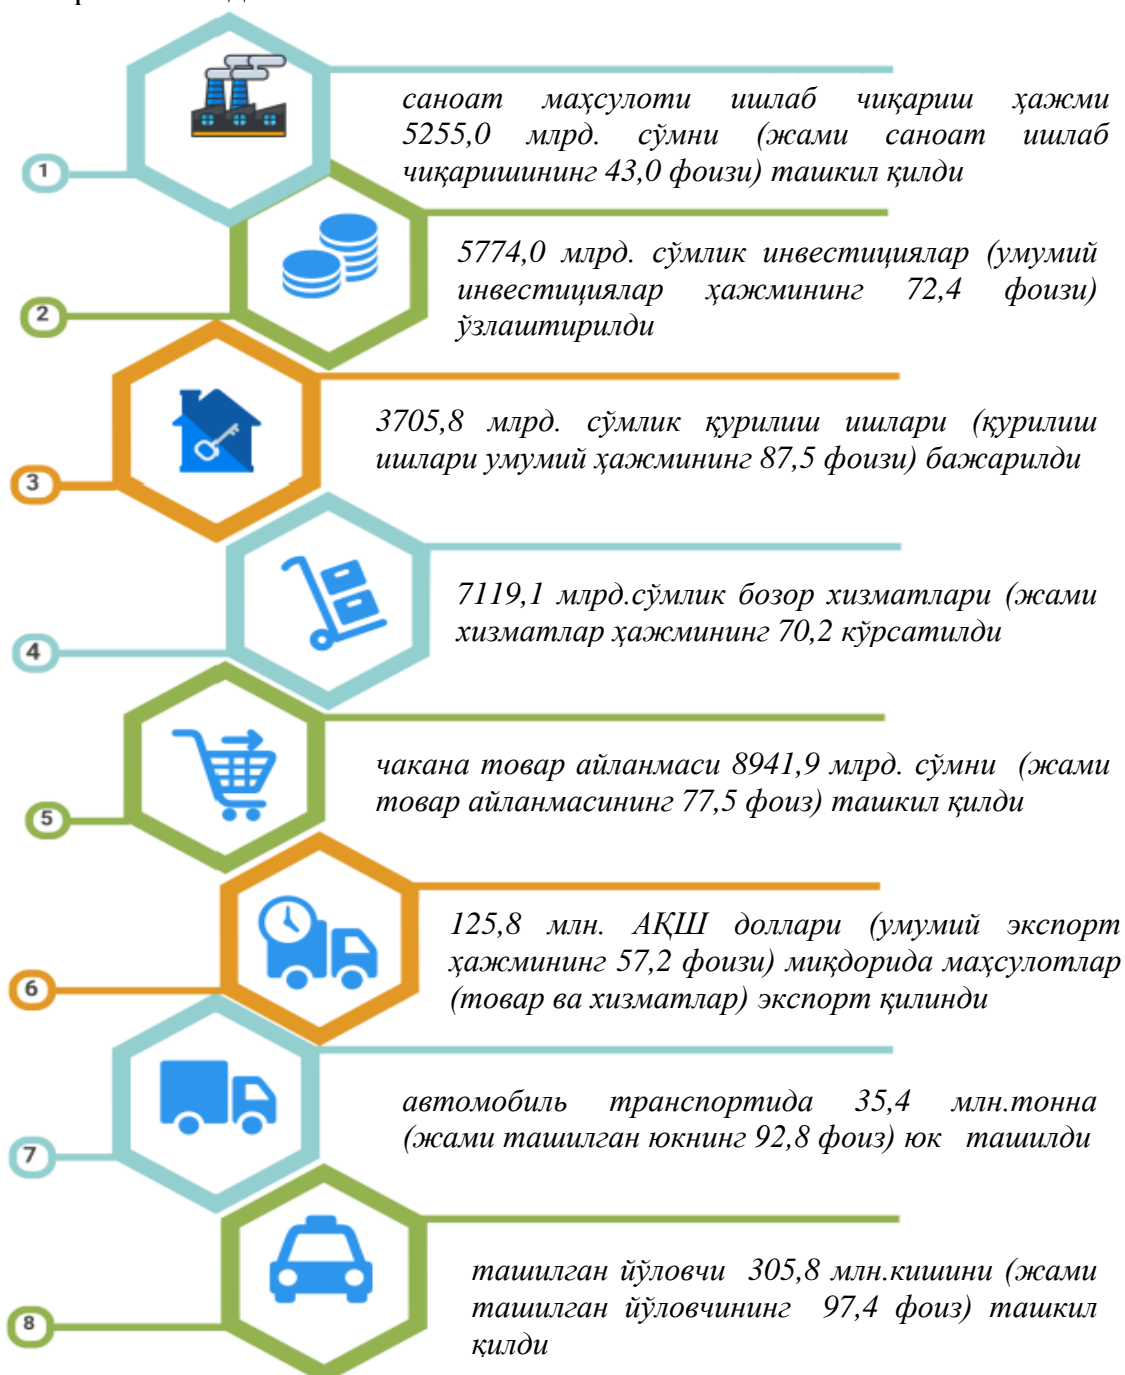 саноат маҳсулоти ишлаб чиқариш ҳажми
5255,0 млрд. сўмни (жами саноат ишлаб
чиқаришининг 43,0 фоизи) ташкил қилди
1
5774,0 млрд. сўмлик инвестициялар (умумий
инвестициялар ҳажмининг 72,4 фоизи)
ўзлаштирилди
2
3705,8 млрд. сўмлик қурилиш ишлари (қурилиш
ишлари умумий ҳажмининг 87,5 фоизи) бажарилди
3
7119,1 млрд.сўмлик бозор хизматлари (жами
хизматлар ҳажмининг 70,2 кўрсатилди
4
чакана товар айланмаси 8941,9 млрд. сўмни (жами
товар айланмасининг 77,5 фоиз) ташкил қилди
5
125,8 млн. АҚШ доллари (умумий экспорт
ҳажмининг 57,2 фоизи) миқдорида маҳсулотлар
(товар ва хизматлар) экспорт қилинди
6
автомобиль транспортида 35,4 млн.тонна
(жами ташилган юкнинг 92,8 фоиз) юк ташилди
7
ташилган йўловчи 305,8 млн.кишини (жами
ташилган йўловчининг 97,4 фоиз) ташкил
қилди
8